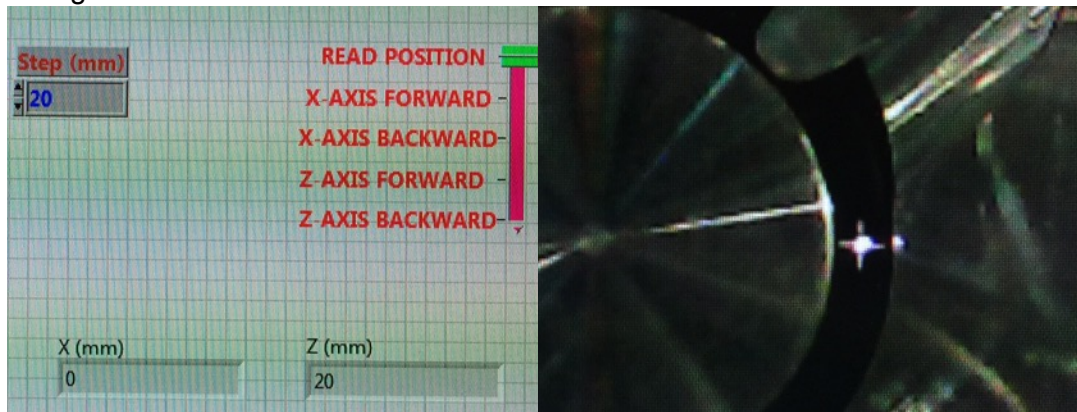 Step (mm)
20
READ POSITION
X-AXIS FORWARD
X-AXIS BACKWARD
Z-AXIS FORWARD
Z-AXIS BACKWARD
X (mm)
0
Z (mm)
20